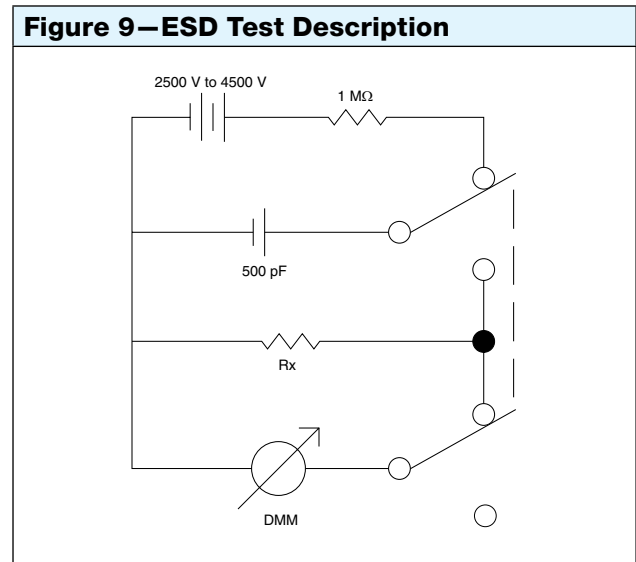 Figure 9—ESD Test Description
2500 V to 4500 V
1 MΩ
500 pF
Rx
DMM